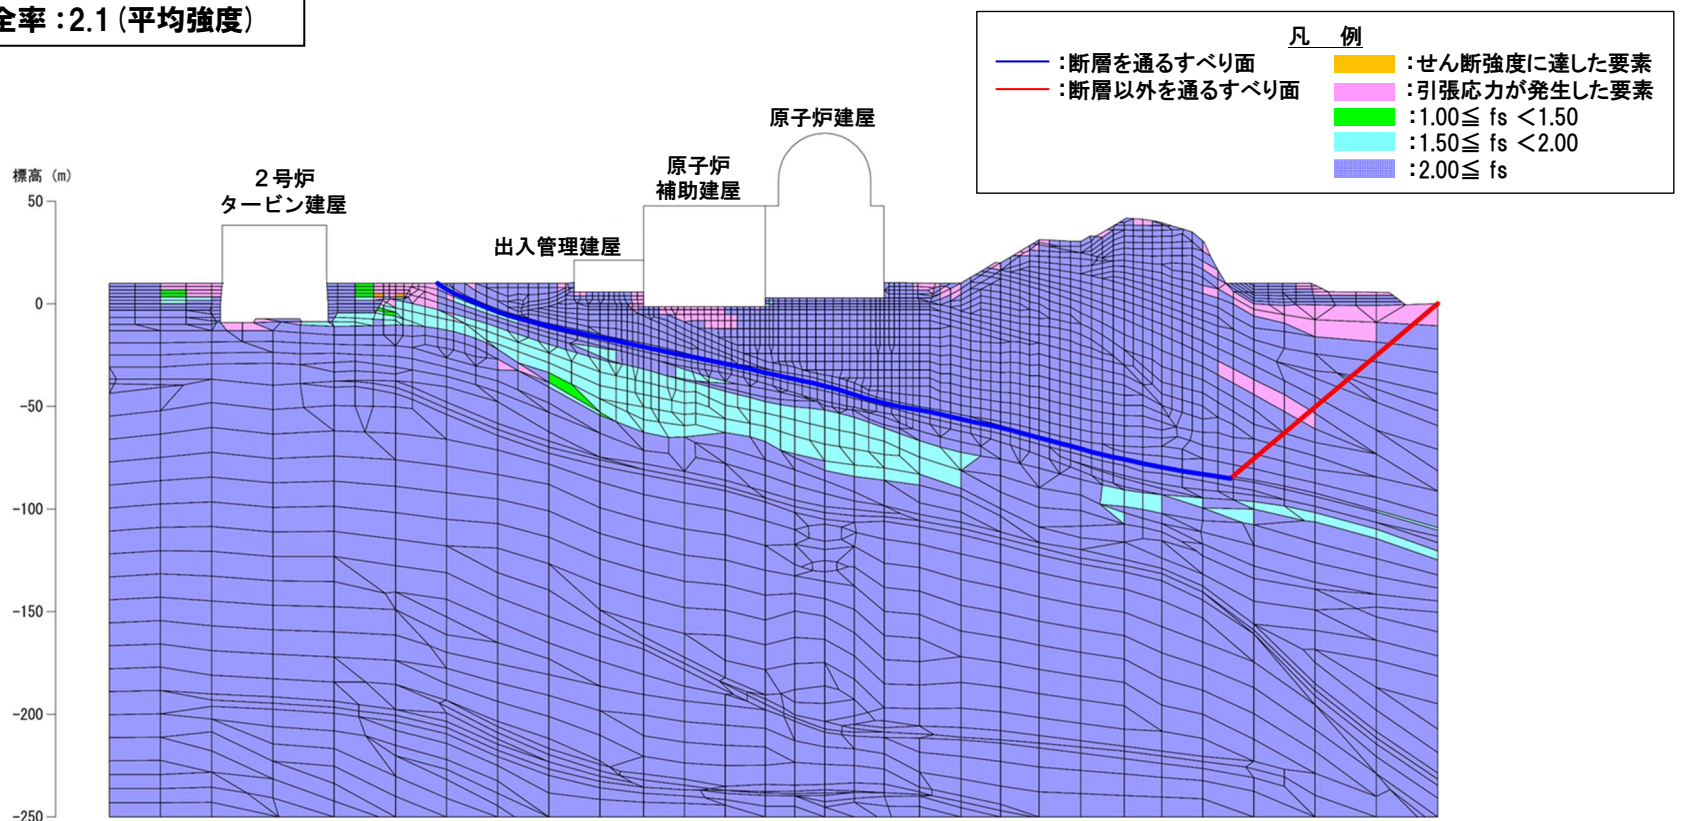 全率：2.1（平均強度）
凡　例
：断層を通るすべり面
：断層以外を通るすべり面
：せん断強度に達した要素
：引張応力が発生した要素
：1.00≦ fs ＜1.50
：1.50≦ fs ＜2.00
：2.00≦ fs
原子炉建屋
原子炉
補助建屋
２号炉
タービン建屋
出入管理建屋
標高（m）
50
0
-50
-100
-150
-200
-250